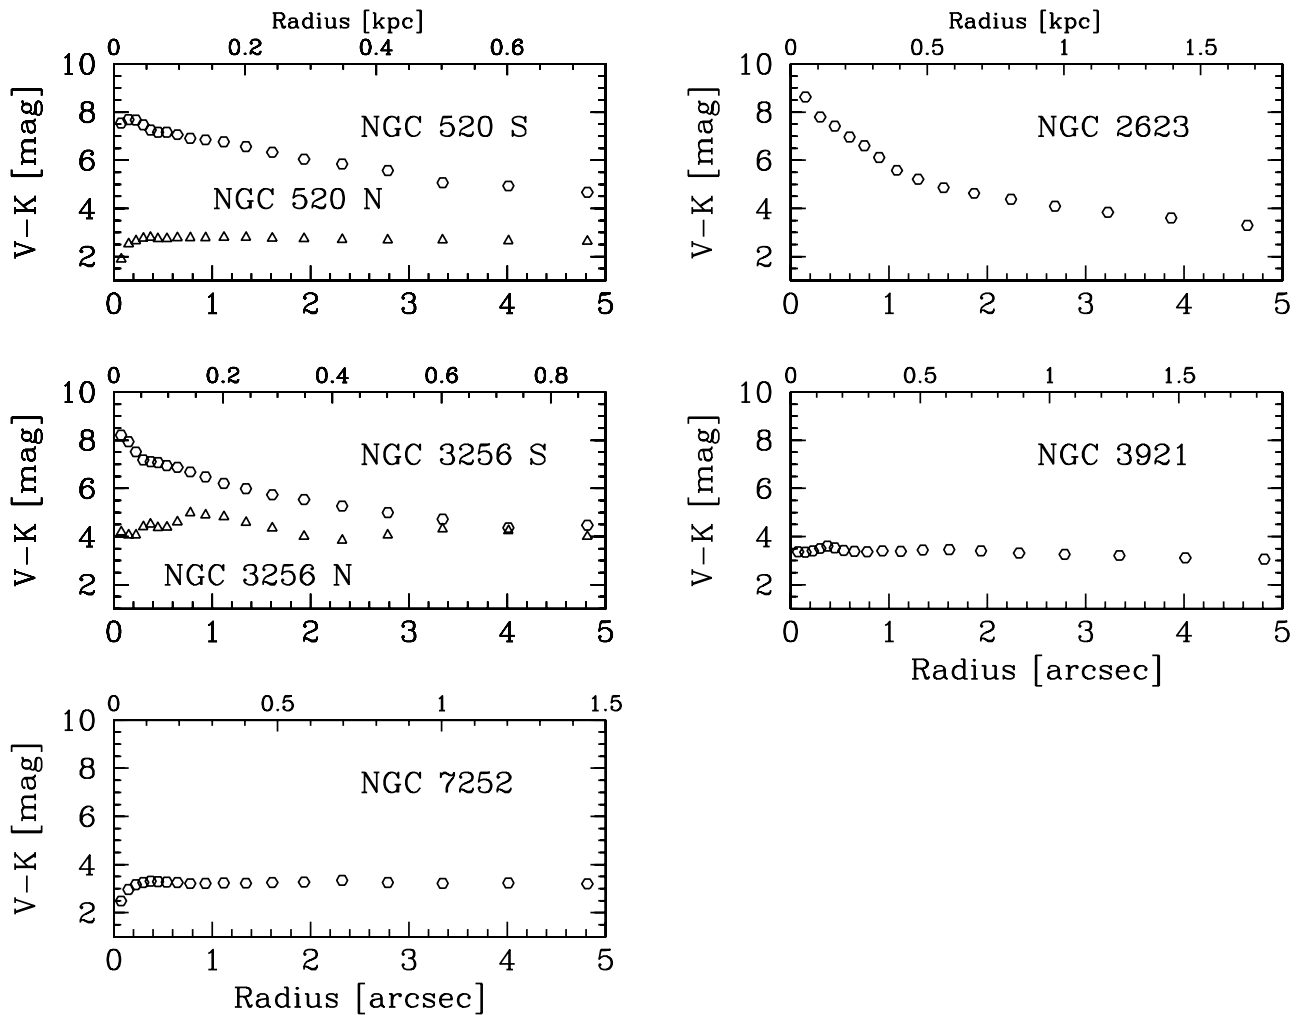 Radius [kpc]
0 0.2 0.4 0.6
10
8
6
4
2
V-K [mag]
NGC 520 S
NGC 520 N
0 1 2 3 4 5
Radius [kpc]
0 0.5 1 1.5
10
8
6
4
2
V-K [mag]
NGC 2623
0 1 2 3 4 5
0 0.2 0.4 0.6 0.8
10
8
6
4
2
V-K [mag]
NGC 3256 S
NGC 3256 N
0 1 2 3 4 5
0 0.5 1 1.5
10
8
6
4
2
V-K [mag]
NGC 3921
0 1 2 3 4 5
Radius [arcsec]
0 0.5 1 1.5
10
8
6
4
2
V-K [mag]
NGC 7252
0 1 2 3 4 5
Radius [arcsec]